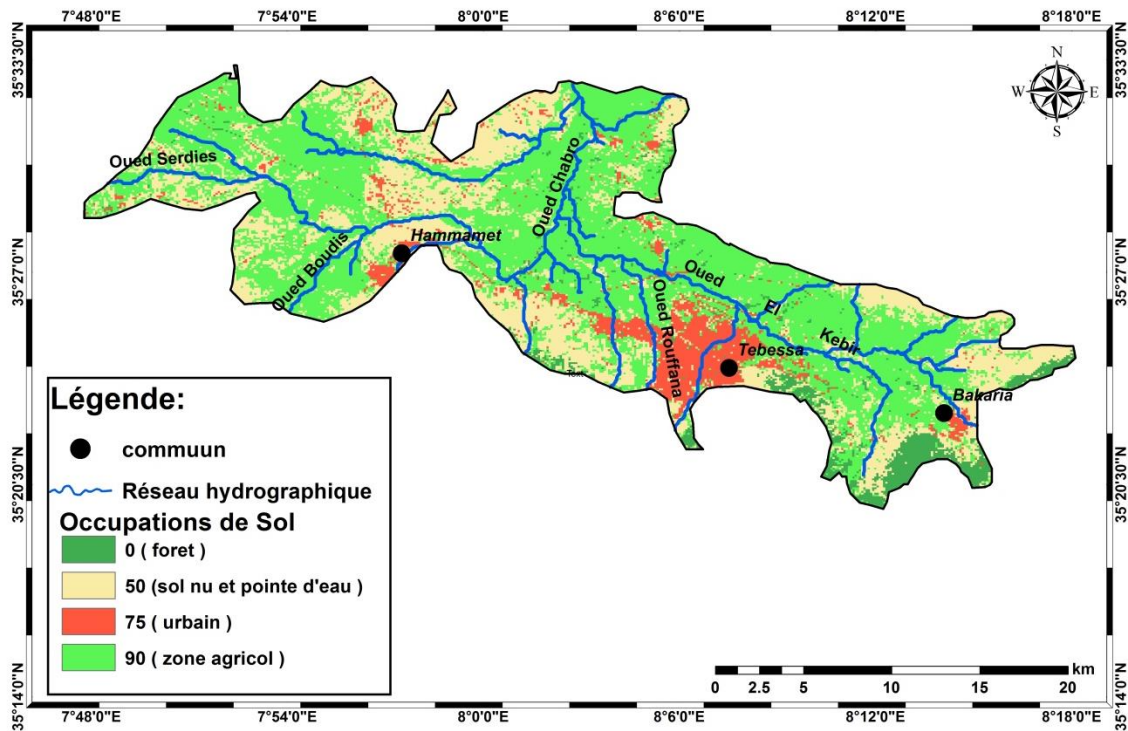 7°48'0"E 7°54'0"E 8°0'0"E 8°6'0"E 8°12'0"E 8°18'0"E
35°33'30"N 35°33'30"N
N
W E
S
Oued Serdies
Oued Chabro
Hammamet
Oued Boudis
35°27'0"N 35°27'0"N
Oued El Kebir
Oued Rouffana
Tebessa
Text
Bakaria
Légende:
commuun
Réseau hydrographique
Occupations de Sol
0 ( foret )
50 (sol nu et pointe d'eau )
75 ( urbain )
90 ( zone agricol )
35°20'30"N 35°20'30"N
km
0 2.5 5 10 15 20
35°14'0"N 35°14'0"N
7°48'0"E 7°54'0"E 8°0'0"E 8°6'0"E 8°12'0"E 8°18'0"E